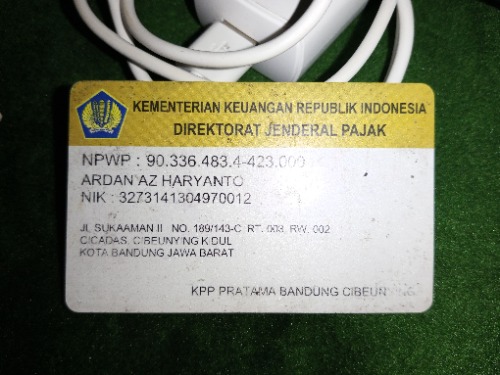 KEMENTERIAN KEUANGAN REPUBLIK INDONESIA
DIREKTORAT JENDERAL PAJAK
NPWP : 90.336.483.4-423.000
ARDAN AZ HARYANTO
NIK : 3273141304970012
JL SUKAAMAN II NO. 189/143-C RT. 003, RW. 002
CICADAS, CIBEUNYING KIDUL
KOTA BANDUNG JAWA BARAT
KPP PRATAMA BANDUNG CIBEUN